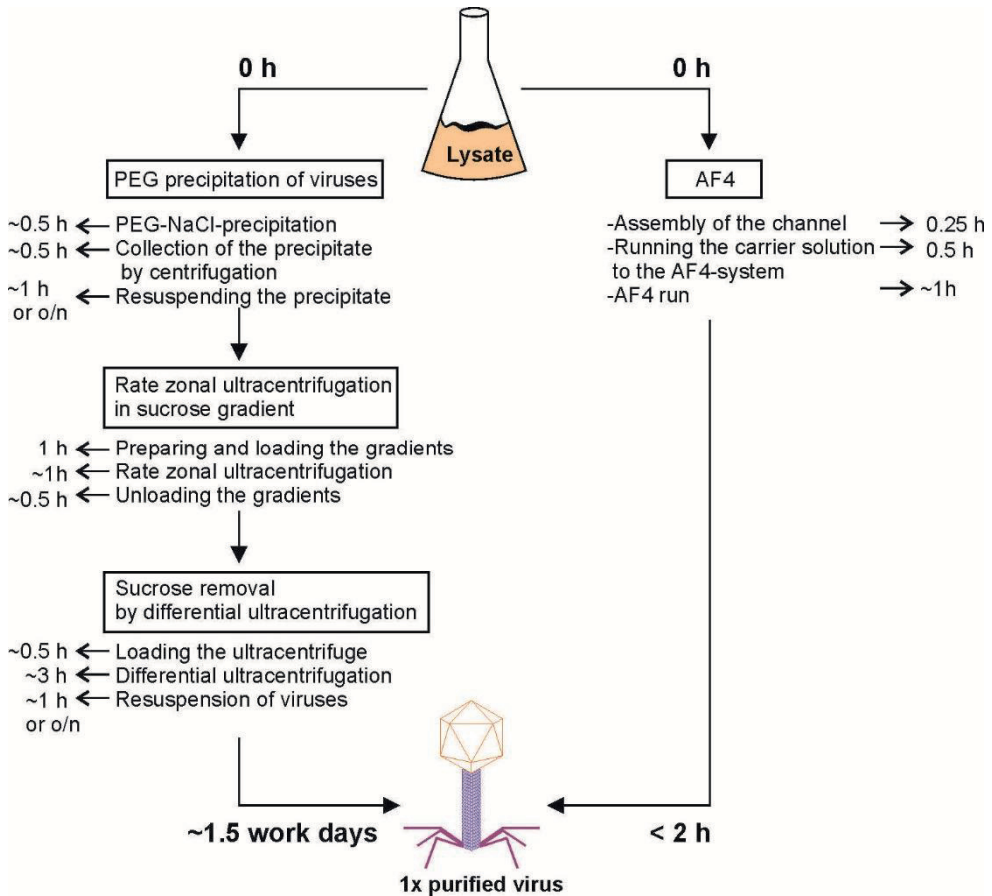 0 h
0 h
Lysate
PEG precipitation of viruses
~0.5 h PEG-NaCl-precipitation
~0.5 h Collection of the precipitate
by centrifugation
~1 h Resuspending the precipitate
or o/n
Rate zonal ultracentrifugation
in sucrose gradient
1 h Preparing and loading the gradients
~1h Rate zonal ultracentrifugation
~0.5 h Unloading the gradients
Sucrose removal
by differential ultracentrifugation
~0.5 h Loading the ultracentrifuge
~3 h Differential ultracentrifugation
~1 h Resuspension of viruses
or o/n
~1.5 work days
AF4
-Assembly of the channel 0.25 h
-Running the carrier solution 0.5 h
to the AF4-system
-AF4 run ~1h
< 2 h
1x purified virus